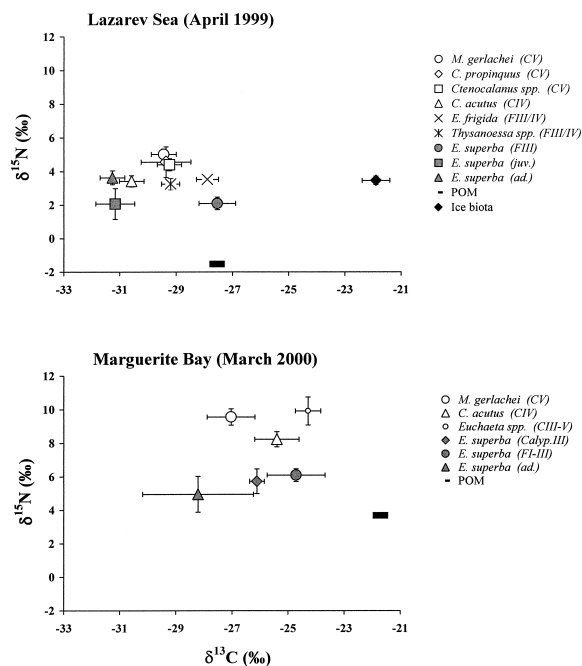 Lazarev Sea (April 1999)
12
10
8
6
4
2
0
-2
δ15N (‰)
-33 -31 -29 -27 -25 -23 -21
M. gerlachei (CV)
C. propinquus (CV)
Ctenocalanus spp. (CV)
C. acutus (CIV)
E. frigida (FIII/IV)
Thysanoessa spp. (FIII/IV)
E. superba (FIII)
E. superba (juv.)
E. superba (ad.)
POM
Ice biota
Marguerite Bay (March 2000)
12
10
8
6
4
2
0
-2
δ15N (‰)
-33 -31 -29 -27 -25 -23 -21
δ13C (‰)
M. gerlachei (CV)
C. acutus (CIV)
Euchaeta spp. (CIII-V)
E. superba (Calyp.III)
E. superba (FI-III)
E. superba (ad.)
POM